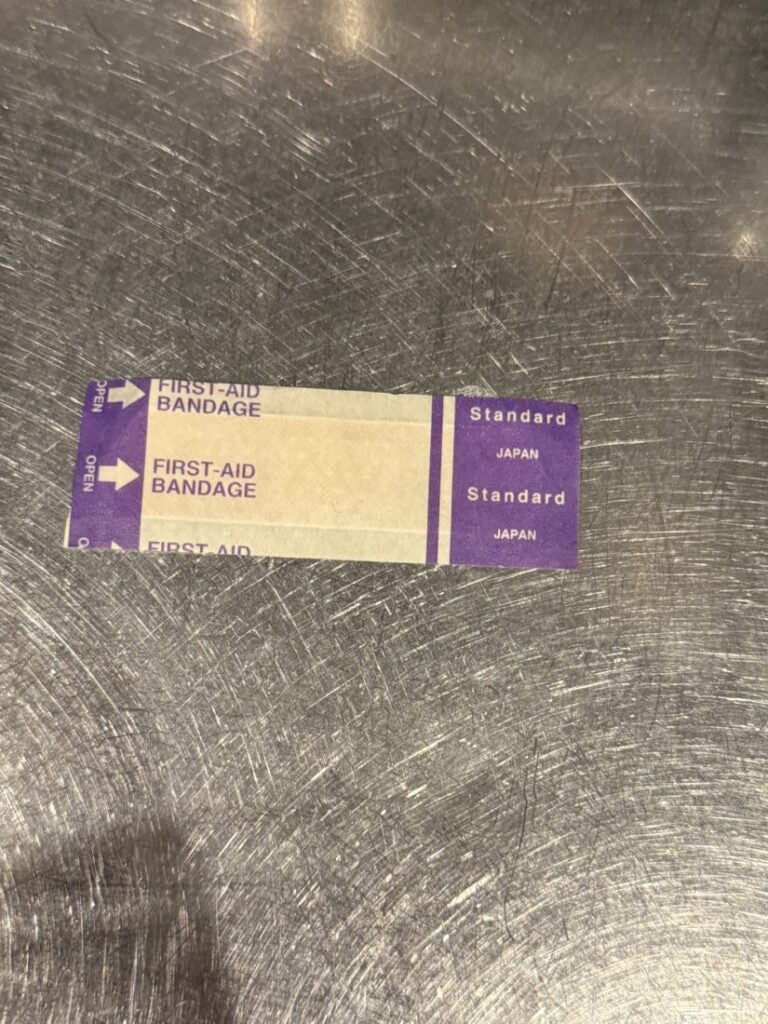 OPEN
FIRST-AID
BANDAGE
Standard
JAPAN
OPEN
FIRST-AID
BANDAGE
Standard
JAPAN
FIRST-AID